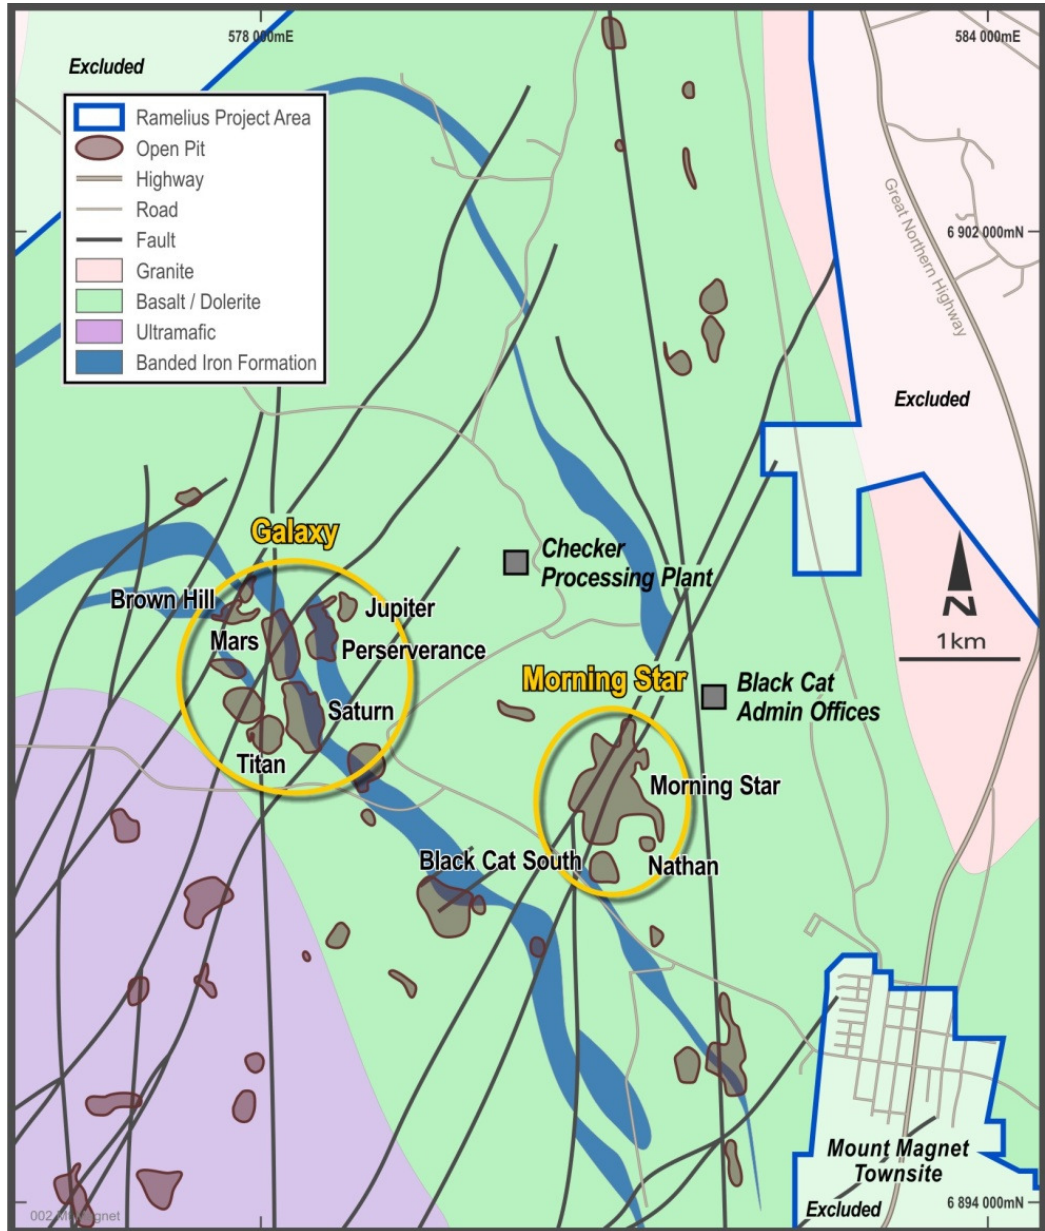 578 000mE
584 000mE
Excluded
Ramelius Project Area
Open Pit
Highway
Road
Fault
Granite
Basalt / Dolerite
Ultramafic
Banded Iron Formation
Great Northern Highway
6 902 000mN
Excluded
Galaxy
Checker
Processing Plant
N
1km
Brown Hill
Jupiter
Mars
Perserverance
Morning Star
Black Cat
Admin Offices
Saturn
Titan
Morning Star
Black Cat South
Nathan
Mount Magnet
Townsite
Excluded
6 894 000mN
002